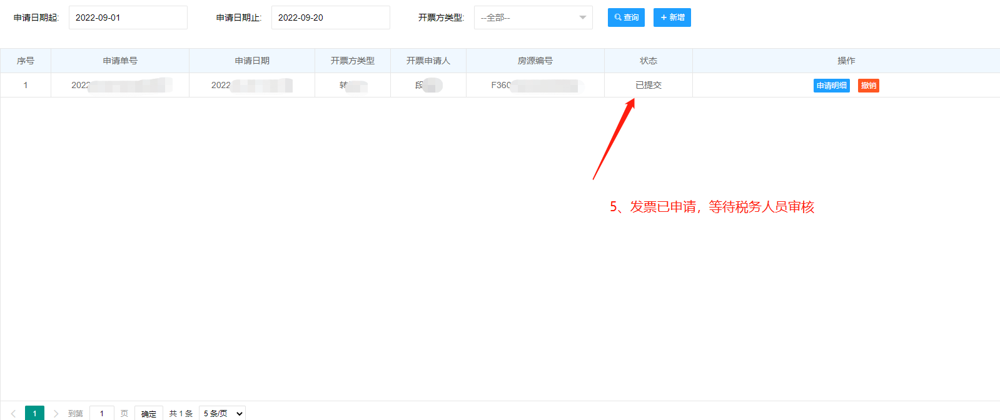 申请日期起: 2022-09-01 申请日期止: 2022-09-20 开票方类型: --全部-- 查询 + 新增
序号 申请单号 申请日期 开票方类型 开票申请人 房源编号 状态 操作
1 2022 2022 转 段 F360 已提交 申请明细 撤销
5、发票已申请，等待税务人员审核
1 到第 1 页 确定 共 1 条 5 条/页